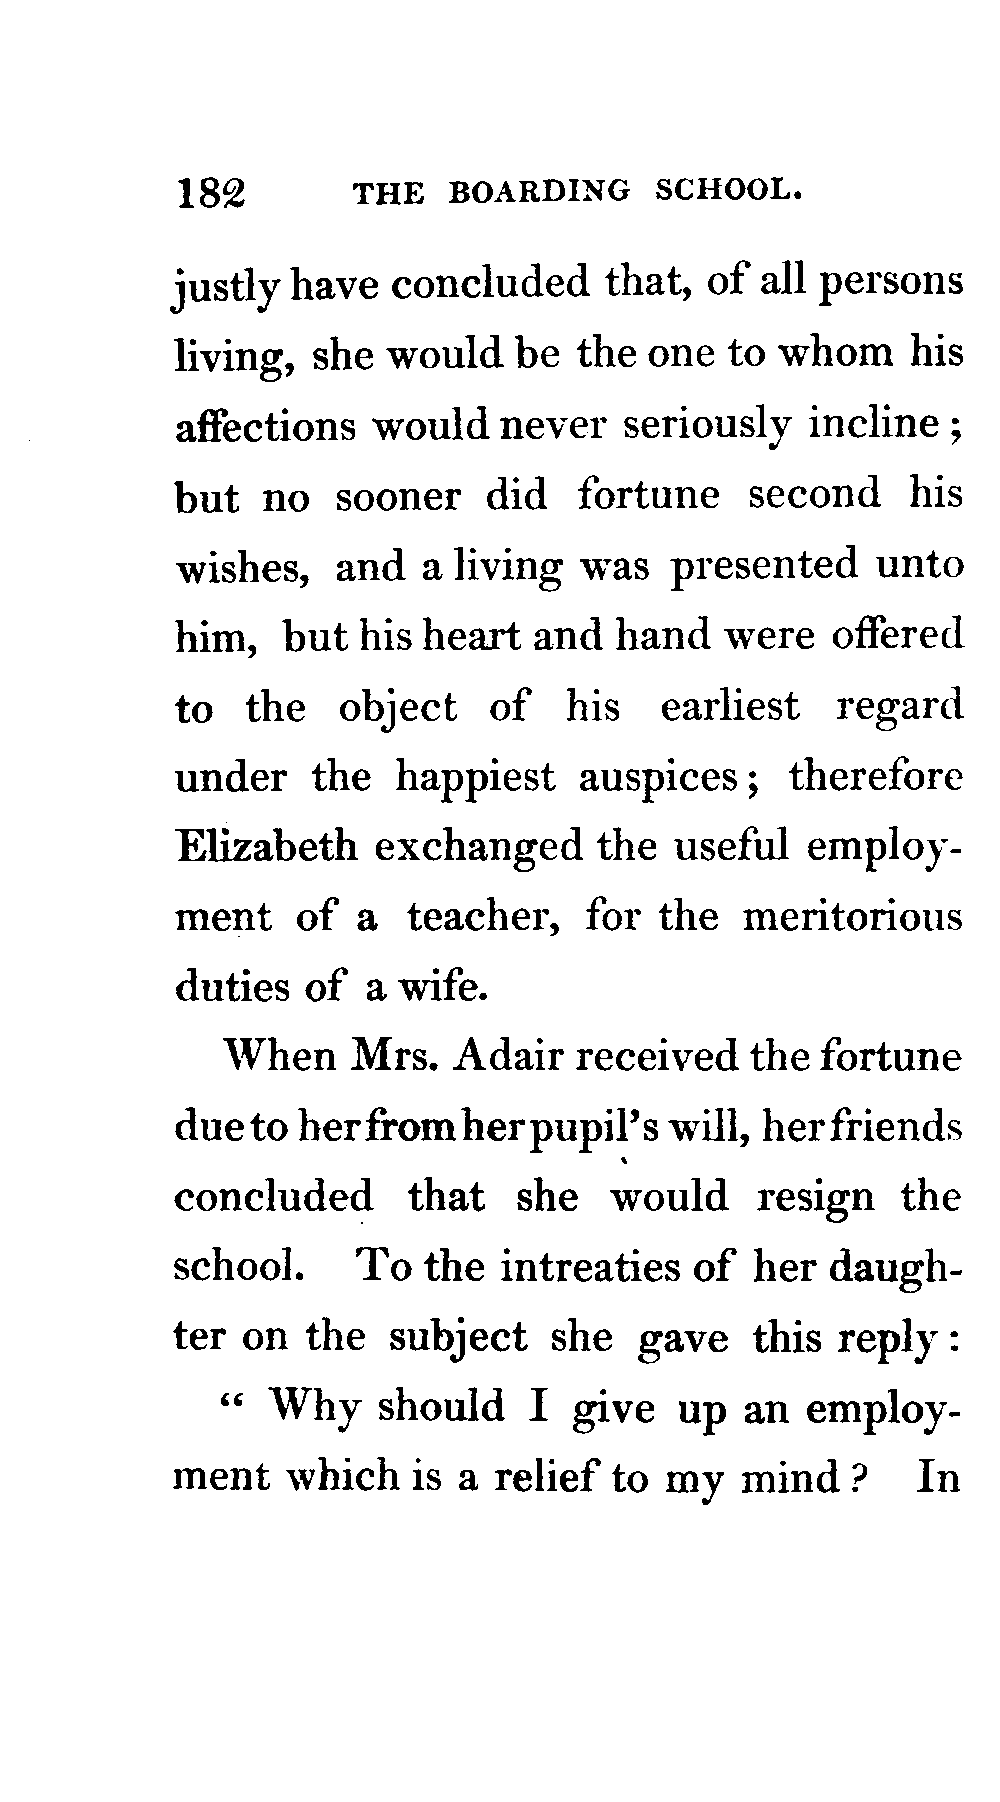 182 THE BOARDING SCHOOL.
justly have concluded that, of all persons
living, she would be the one to whom his
affections would never seriously incline ;
but no sooner did fortune second his
wishes, and a living was presented unto
him, but his heart and hand were offered
to the object of his earliest regard
under the happiest auspices ; therefore
Elizabeth exchanged the useful employ-
ment of a teacher, for the meritorious
duties of a wife.
When Mrs. Adair received the fortune
due to her from her pupil's will, her friends
concluded that she would resign the
school. To the intreaties of her daugh-
ter on the subject she gave this reply :
“ Why should I give up an employ-
ment which is a relief to my mind ? In